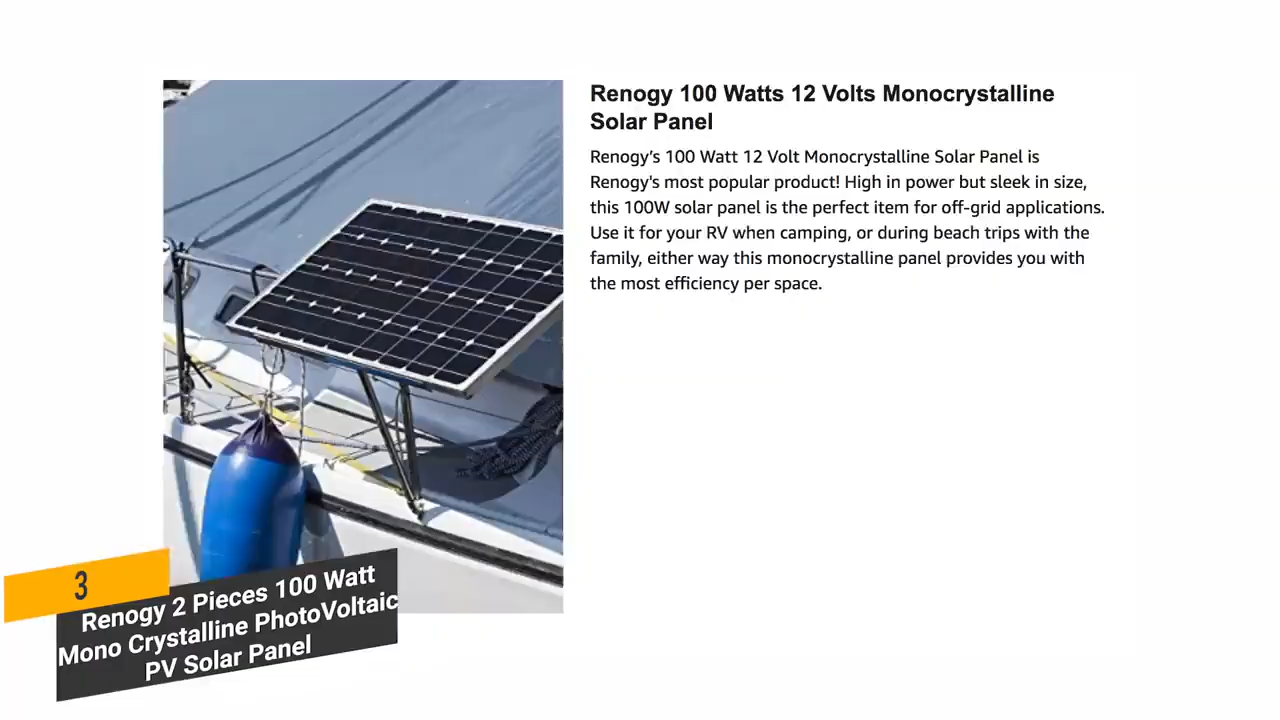 Renogy 100 Watts 12 Volts Monocrystalline
Solar Panel
Renogy’s 100 Watt 12 Volt Monocrystalline Solar Panel is
Renogy's most popular product! High in power but sleek in size,
this 100W solar panel is the perfect item for off-grid applications.
Use it for your RV when camping, or during beach trips with the
family, either way this monocrystalline panel provides you with
the most efficiency per space.
3
Renogy 2 Pieces 100 Watt
Mono Crystalline PhotoVoltaic
PV Solar Panel